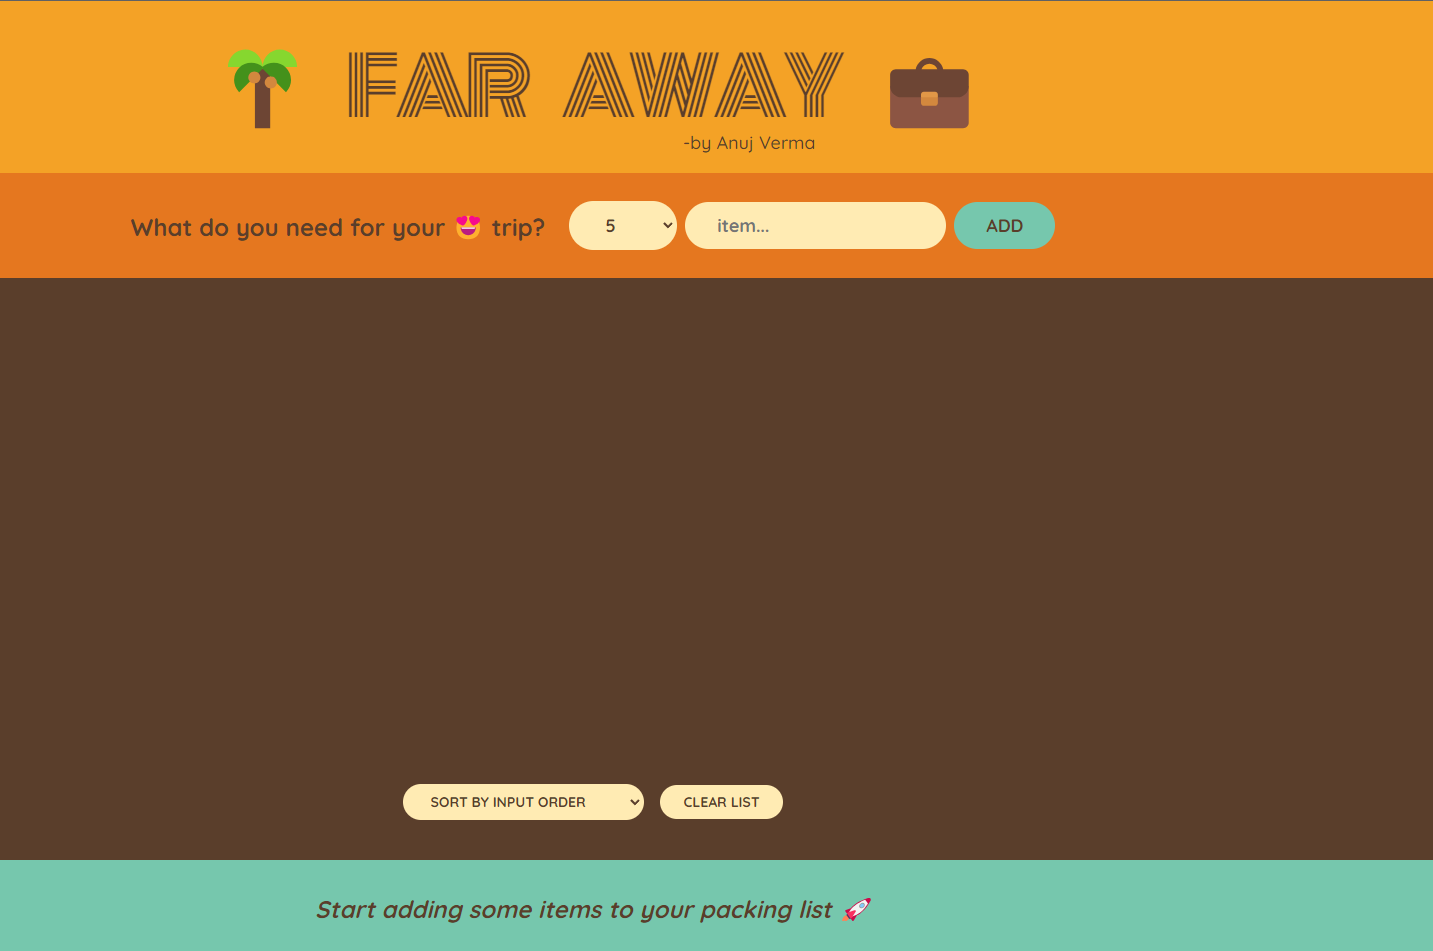 FAR AWAY
-by Anuj Verma
What do you need for your 😍 trip? 5 item... ADD
SORT BY INPUT ORDER CLEAR LIST
Start adding some items to your packing list 🚀